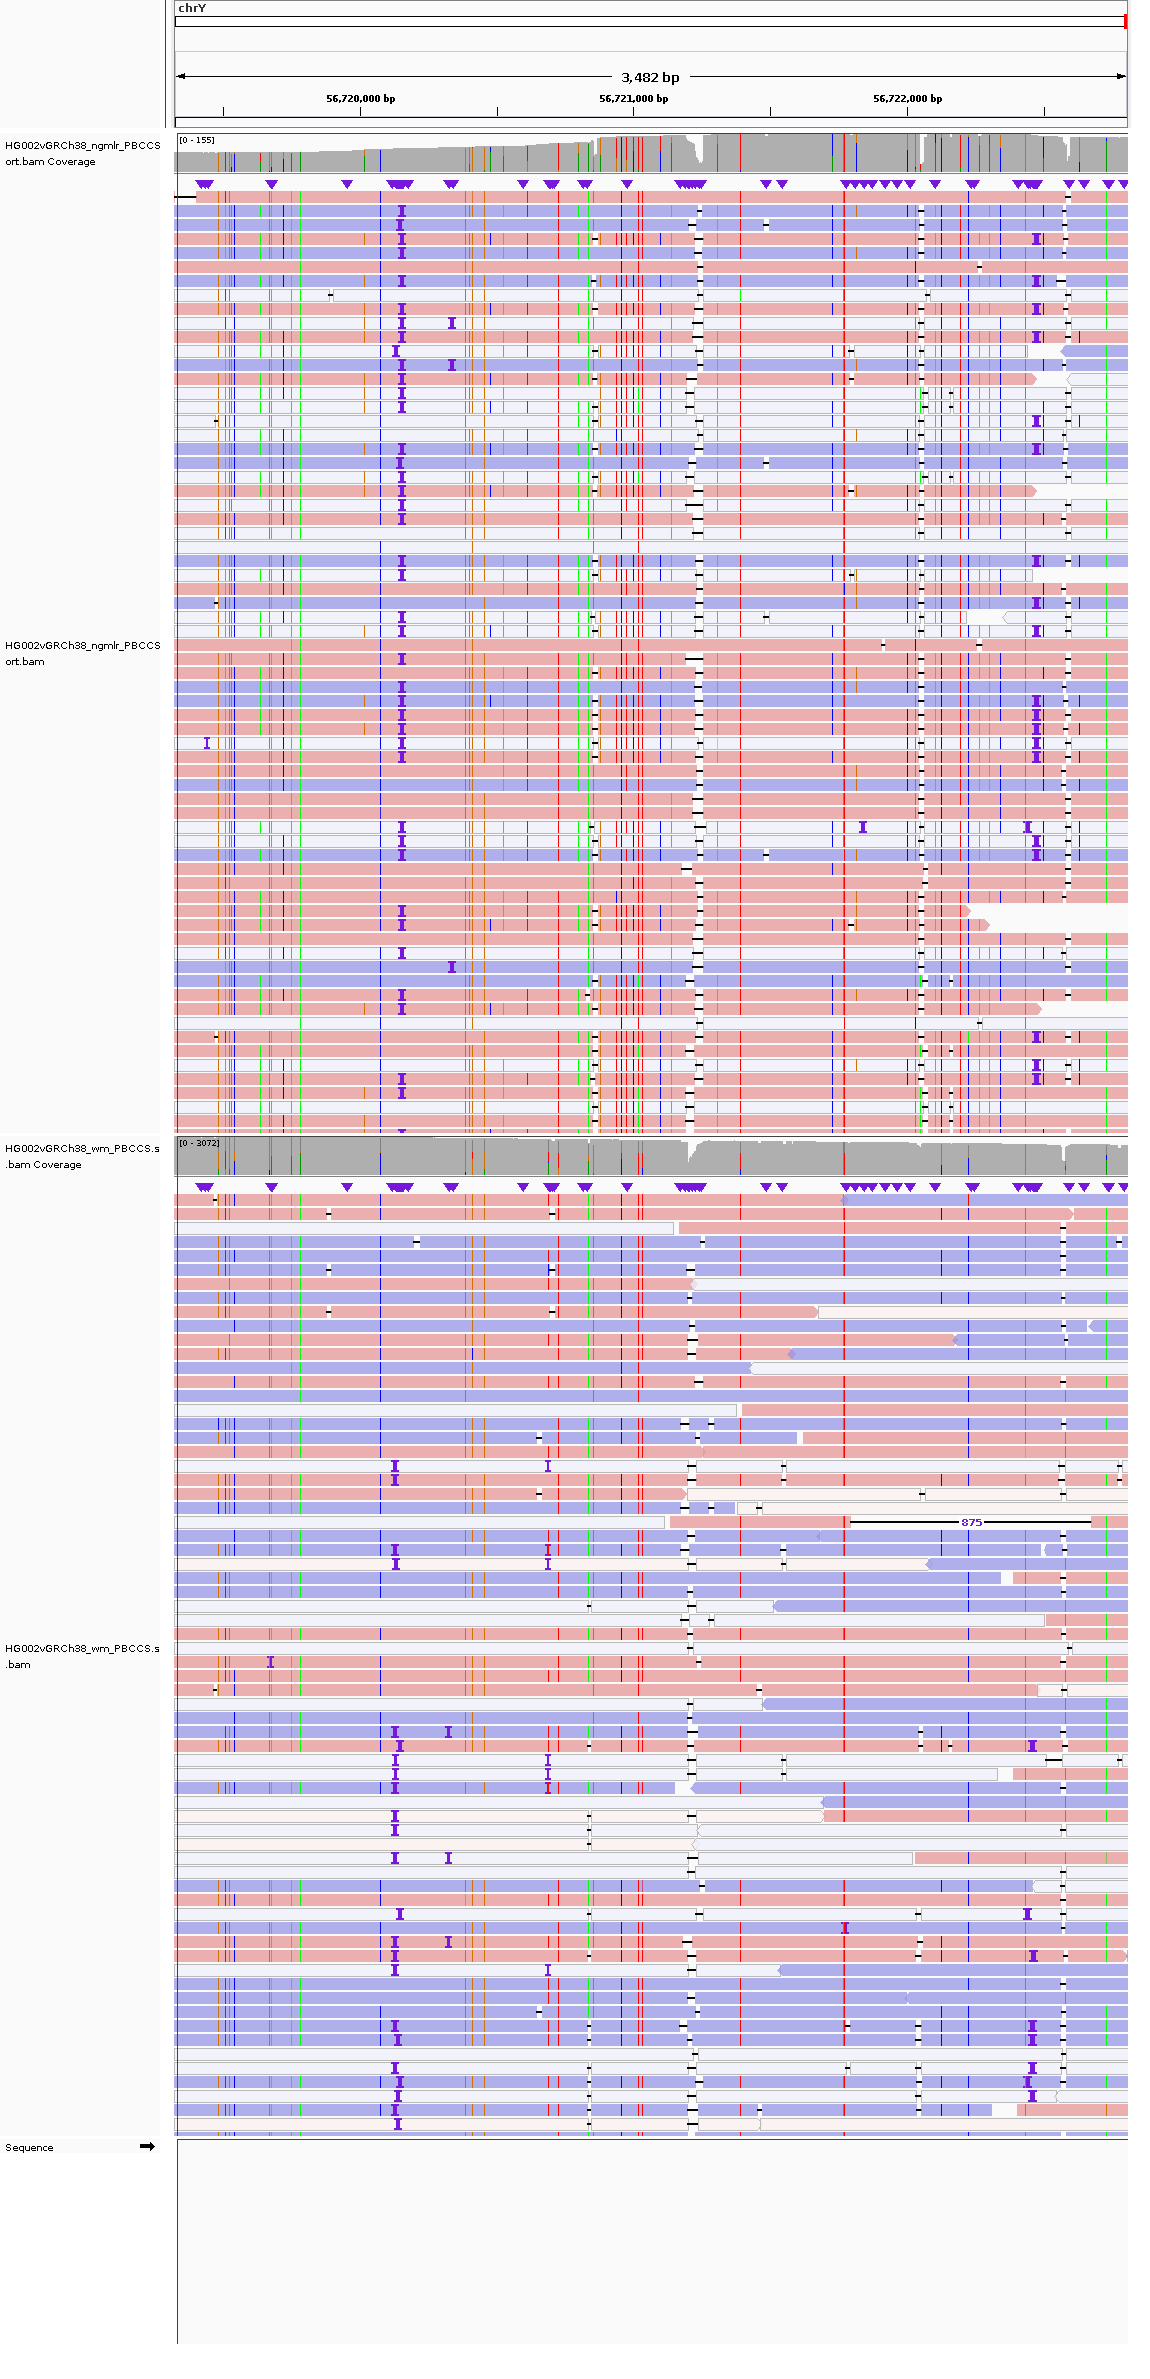 chrY
3,482 bp
56,720,000 bp 56,721,000 bp 56,722,000 bp
HG002vGRCh38_ngmlr_PBCCS
ort.bam Coverage
[0 - 155]
HG002vGRCh38_ngmlr_PBCCS
ort.bam
HG002vGRCh38_wm_PBCCS.s
.bam Coverage
[0 - 3072]
875
HG002vGRCh38_wm_PBCCS.s
.bam
Sequence